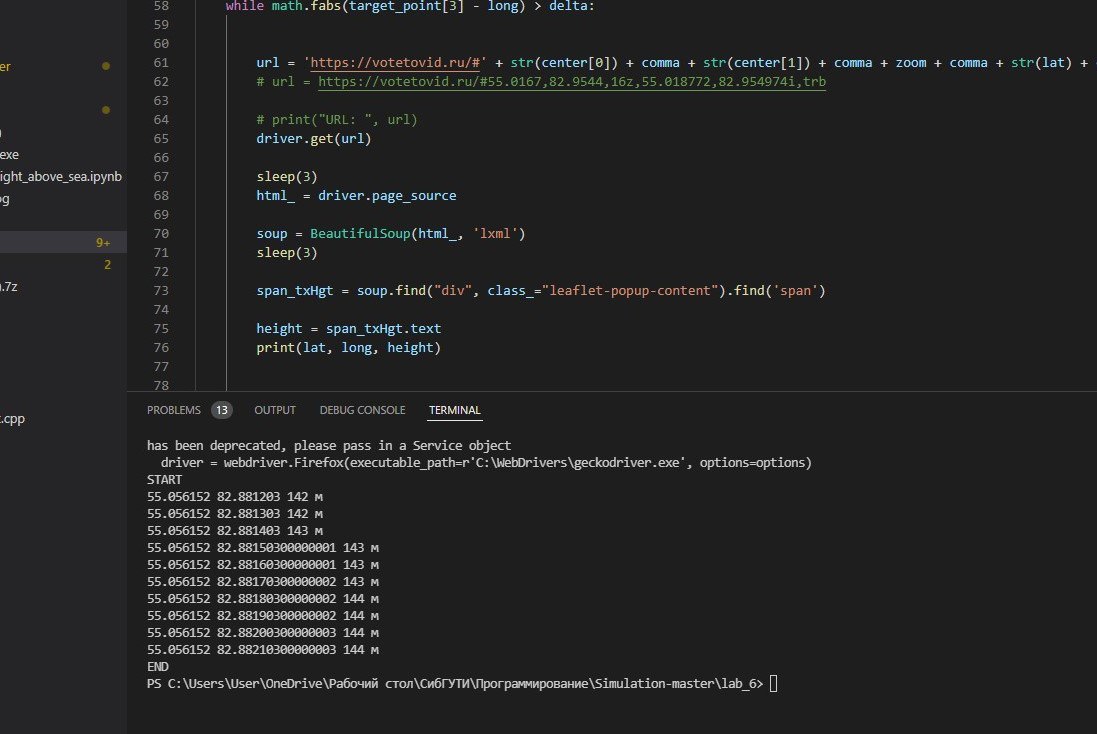 58 while math.fabs(target_point[3] - long) > delta:
59
60
61 url = 'https://votetovid.ru/#' + str(center[0]) + comma + str(center[1]) + comma + zoom + comma + str(lat) +
62 # url = https://votetovid.ru/#55.0167,82.9544,16z,55.018772,82.954974i,trb
63
64 # print("URL: ", url)
65 driver.get(url)
66
67 sleep(3)
68 html_ = driver.page_source
69
70 soup = BeautifulSoup(html_, 'lxml')
71 sleep(3)
72
73 span_txHgt = soup.find("div", class_="leaflet-popup-content").find('span')
74
75 height = span_txHgt.text
76 print(lat, long, height)
77
78
er
)
exe
ight_above_sea.ipynb
og
9+
2
.7z
t.cpp
PROBLEMS 13 OUTPUT DEBUG CONSOLE TERMINAL
has been deprecated, please pass in a Service object
driver = webdriver.Firefox(executable_path=r'C:\WebDrivers\geckodriver.exe', options=options)
START
55.056152 82.881203 142 м
55.056152 82.881303 142 м
55.056152 82.881403 143 м
55.056152 82.88150300000001 143 м
55.056152 82.88160300000001 143 м
55.056152 82.88170300000002 143 м
55.056152 82.88180300000002 144 м
55.056152 82.88190300000002 144 м
55.056152 82.88200300000003 144 м
55.056152 82.88210300000003 144 м
END
PS C:\Users\User\OneDrive\Рабочий стол\СибГУТИ\Программирование\Simulation-master\lab_6>